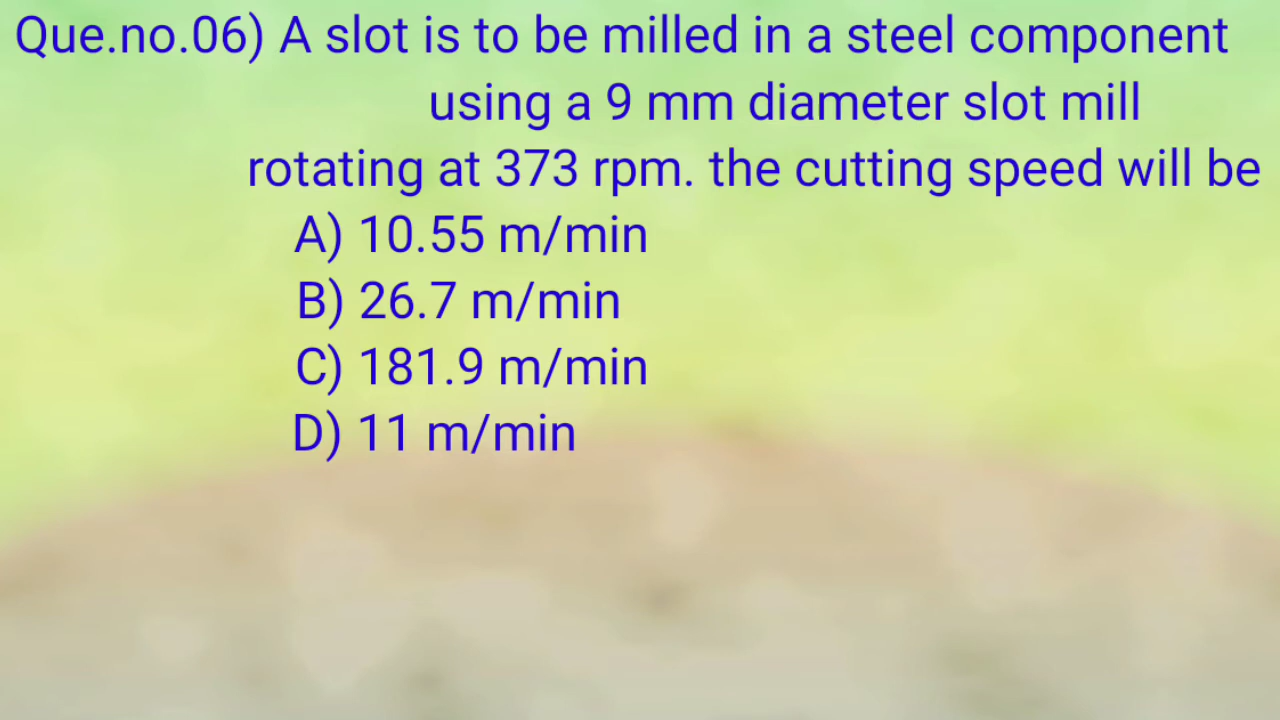 Que.no.06) A slot is to be milled in a steel component
using a 9 mm diameter slot mill
rotating at 373 rpm. the cutting speed will be
A) 10.55 m/min
B) 26.7 m/min
C) 181.9 m/min
D) 11 m/min